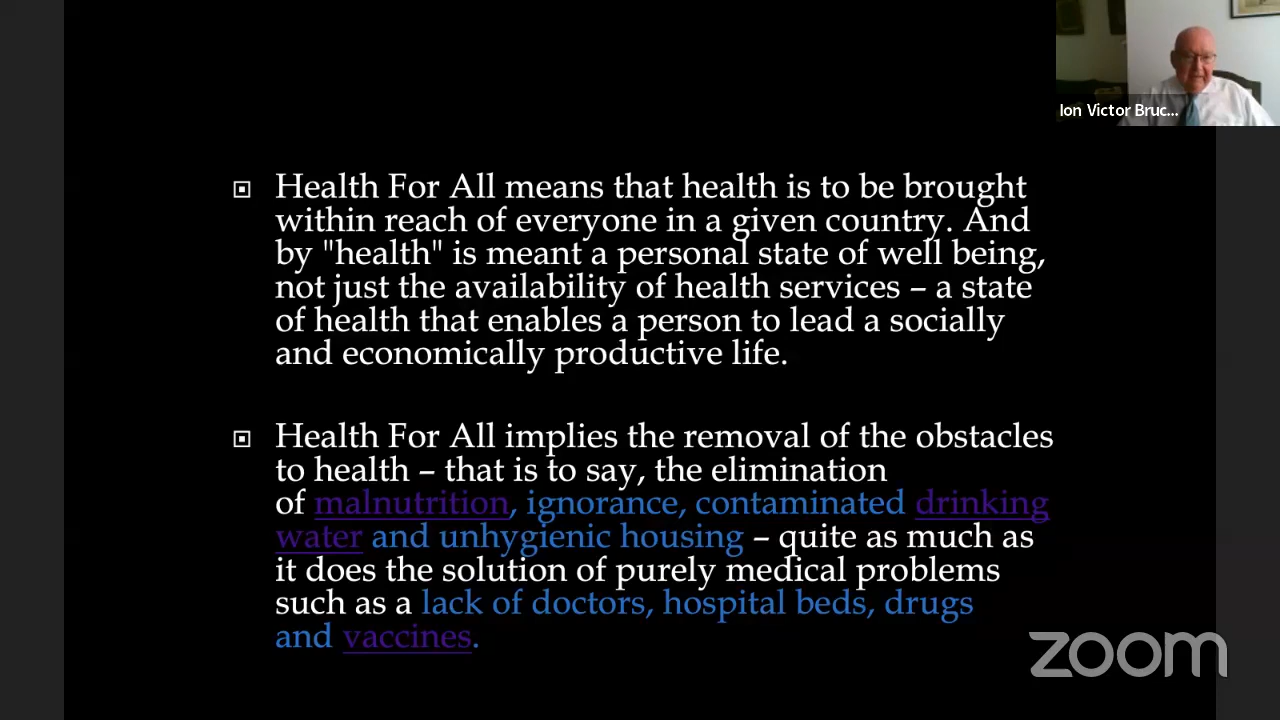 Ion Victor Bruc...
Health For All means that health is to be brought
within reach of everyone in a given country. And
by "health" is meant a personal state of well being,
not just the availability of health services – a state
of health that enables a person to lead a socially
and economically productive life.
Health For All implies the removal of the obstacles
to health – that is to say, the elimination
of malnutrition, ignorance, contaminated drinking
water and unhygienic housing – quite as much as
it does the solution of purely medical problems
such as a lack of doctors, hospital beds, drugs
and vaccines.
zoom